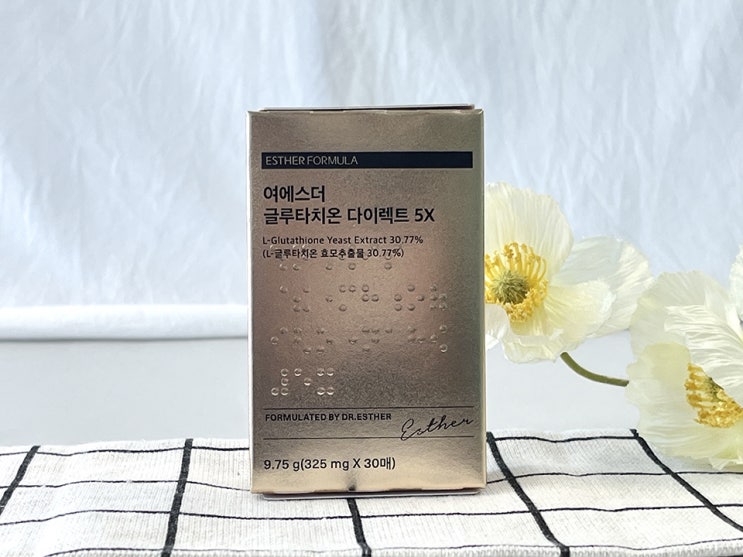 ESTHER FORMULA
여에스더
글루타치온 다이렉트 5X
L-Glutathione Yeast Extract 30.77%
(L-글루타치온 효모추출물 30.77%)
FORMULATED BY DR.ESTHER
Esther
9.75 g(325 mg X 30매)